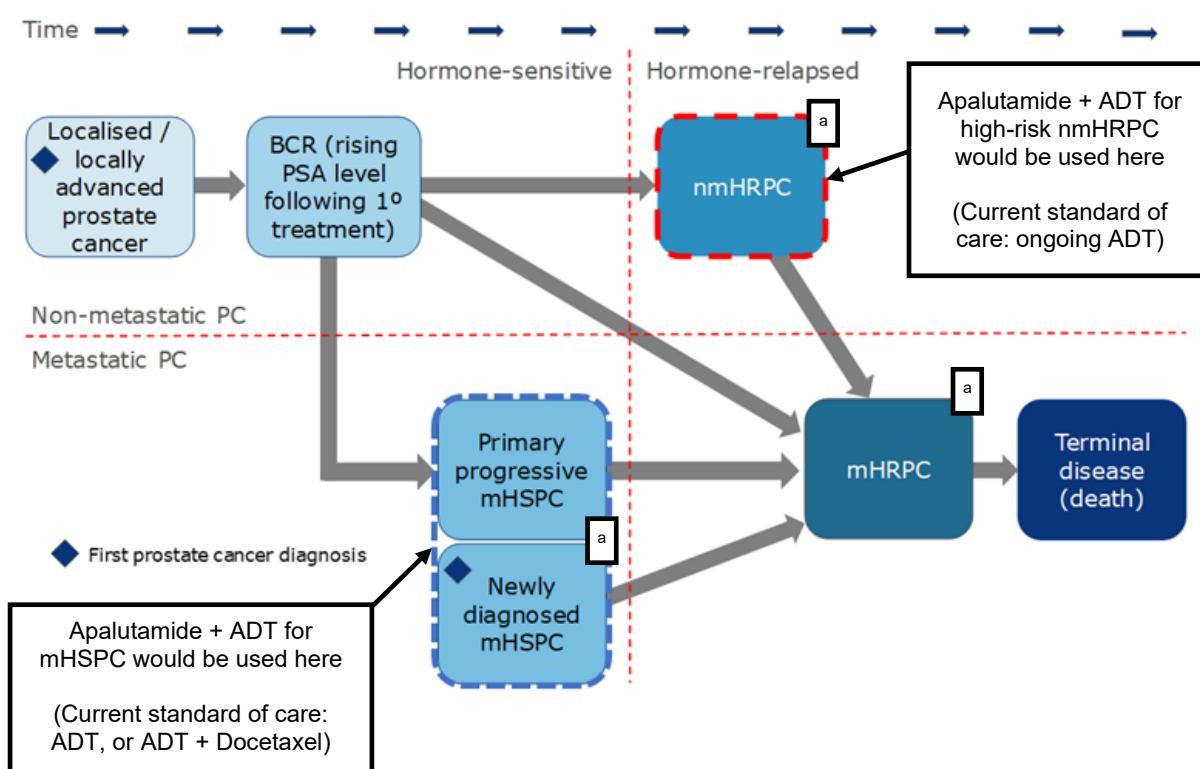 Time
Hormone-sensitive
Hormone-relapsed
Localised /
locally
advanced
prostate
cancer
BCR (rising
PSA level
following 1º
treatment)
a
nmHRPC
Apalutamide + ADT for
high-risk nmHRPC
would be used here
(Current standard of
care: ongoing ADT)
Non-metastatic PC
Metastatic PC
Primary
progressive
mHSPC
a
mHRPC
a
Terminal
disease
(death)
First prostate cancer diagnosis
Newly
diagnosed
mHSPC
Apalutamide + ADT for
mHSPC would be used here
(Current standard of care:
ADT, or ADT + Docetaxel)